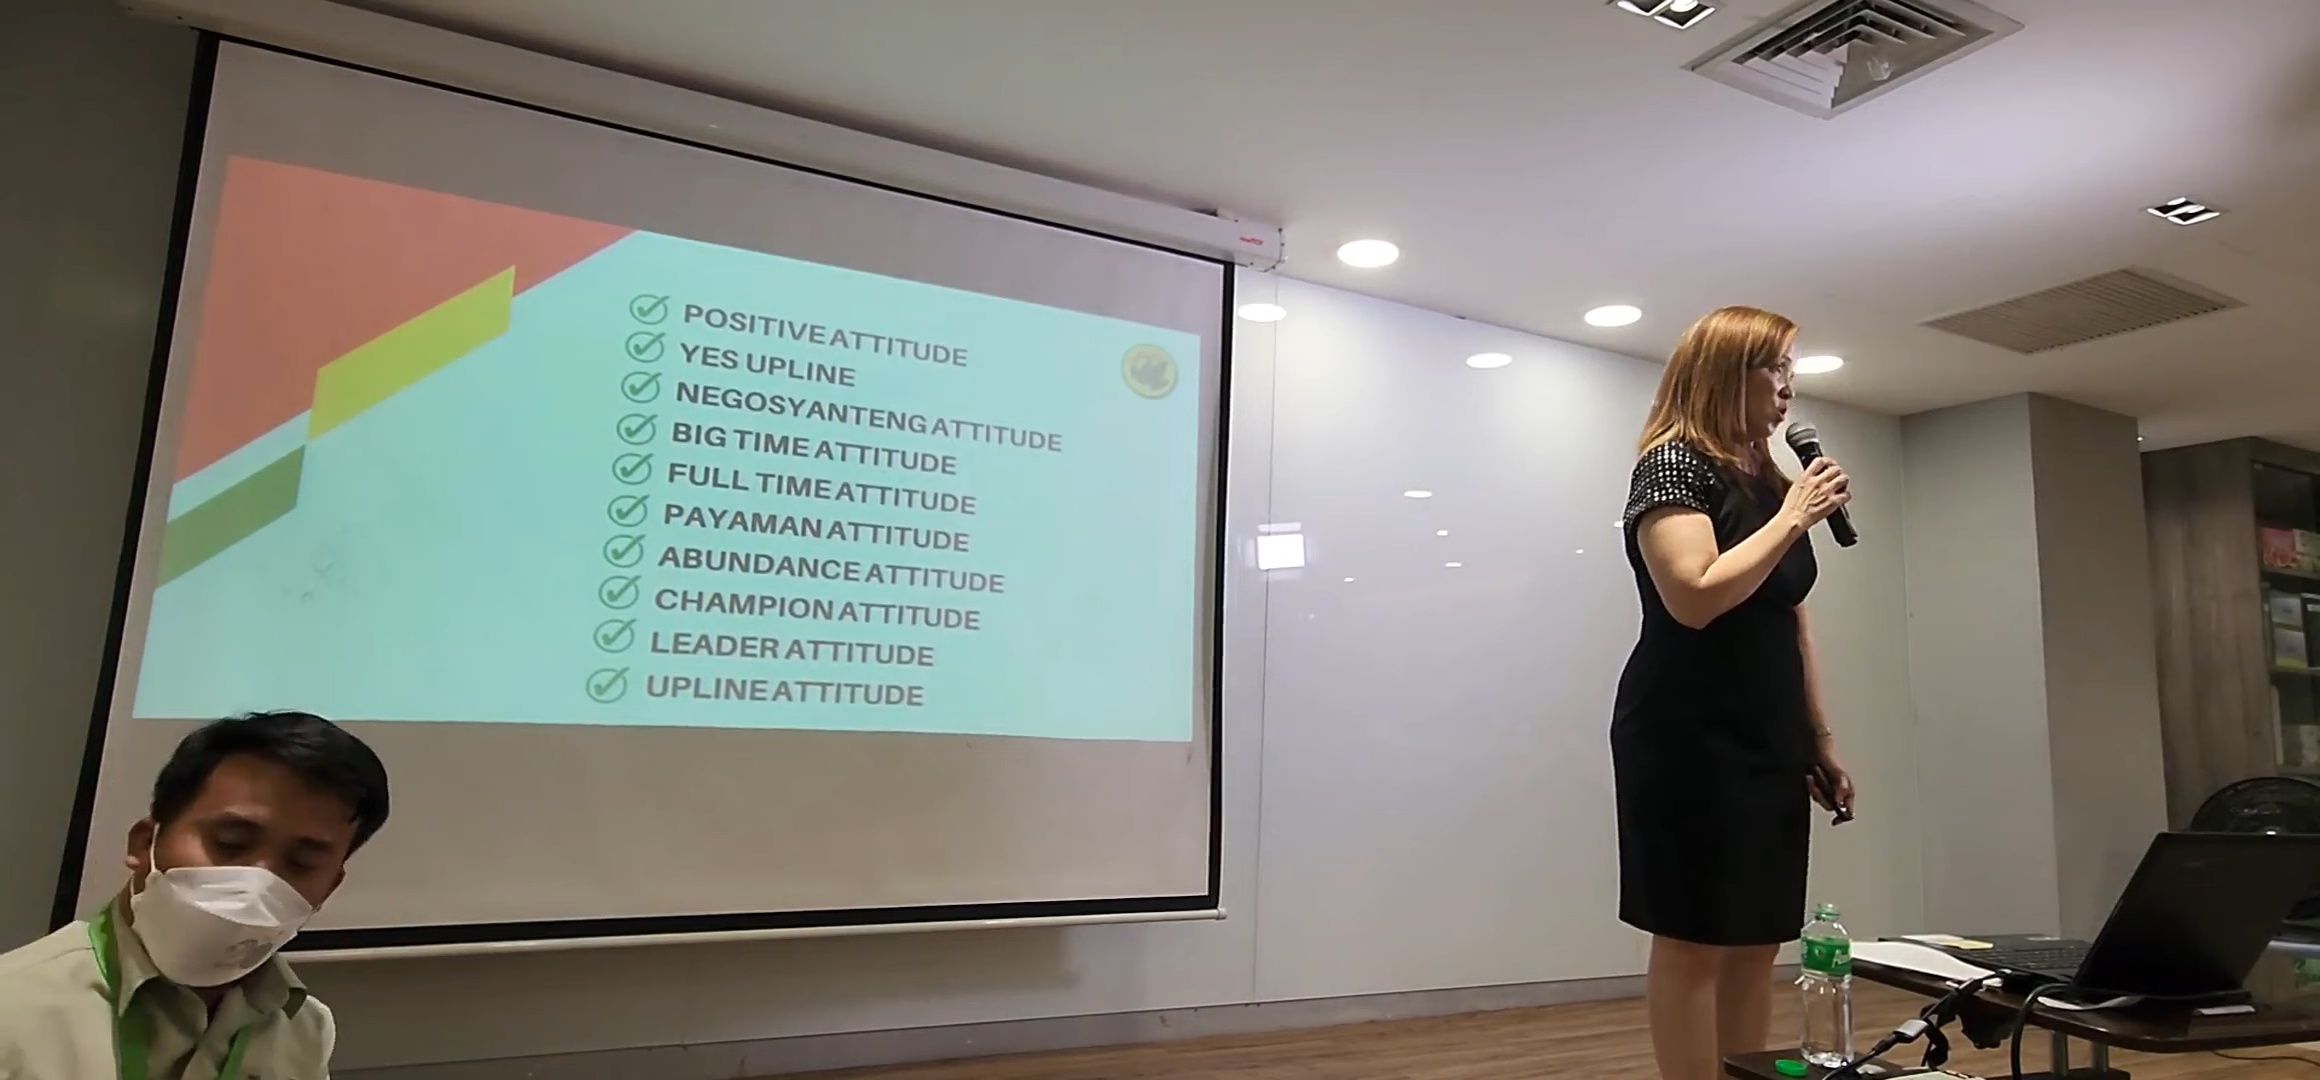 POSITIVE ATTITUDE
YES UPLINE
NEGOSYANTENG ATTITUDE
BIG TIME ATTITUDE
FULL TIME ATTITUDE
PAYAMAN ATTITUDE
ABUNDANCE ATTITUDE
CHAMPION ATTITUDE
LEADER ATTITUDE
UPLINE ATTITUDE